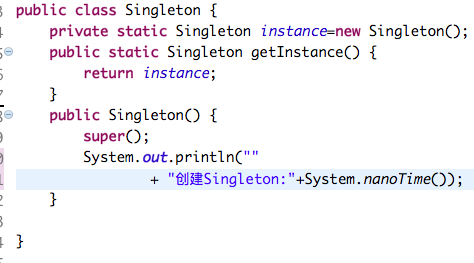 public class Singleton {
    private static Singleton instance=new Singleton();
    public static Singleton getInstance() {
        return instance;
    }
    public Singleton() {
        super();
        System.out.println(""
                + "创建Singleton:"+System.nanoTime());
    }
}